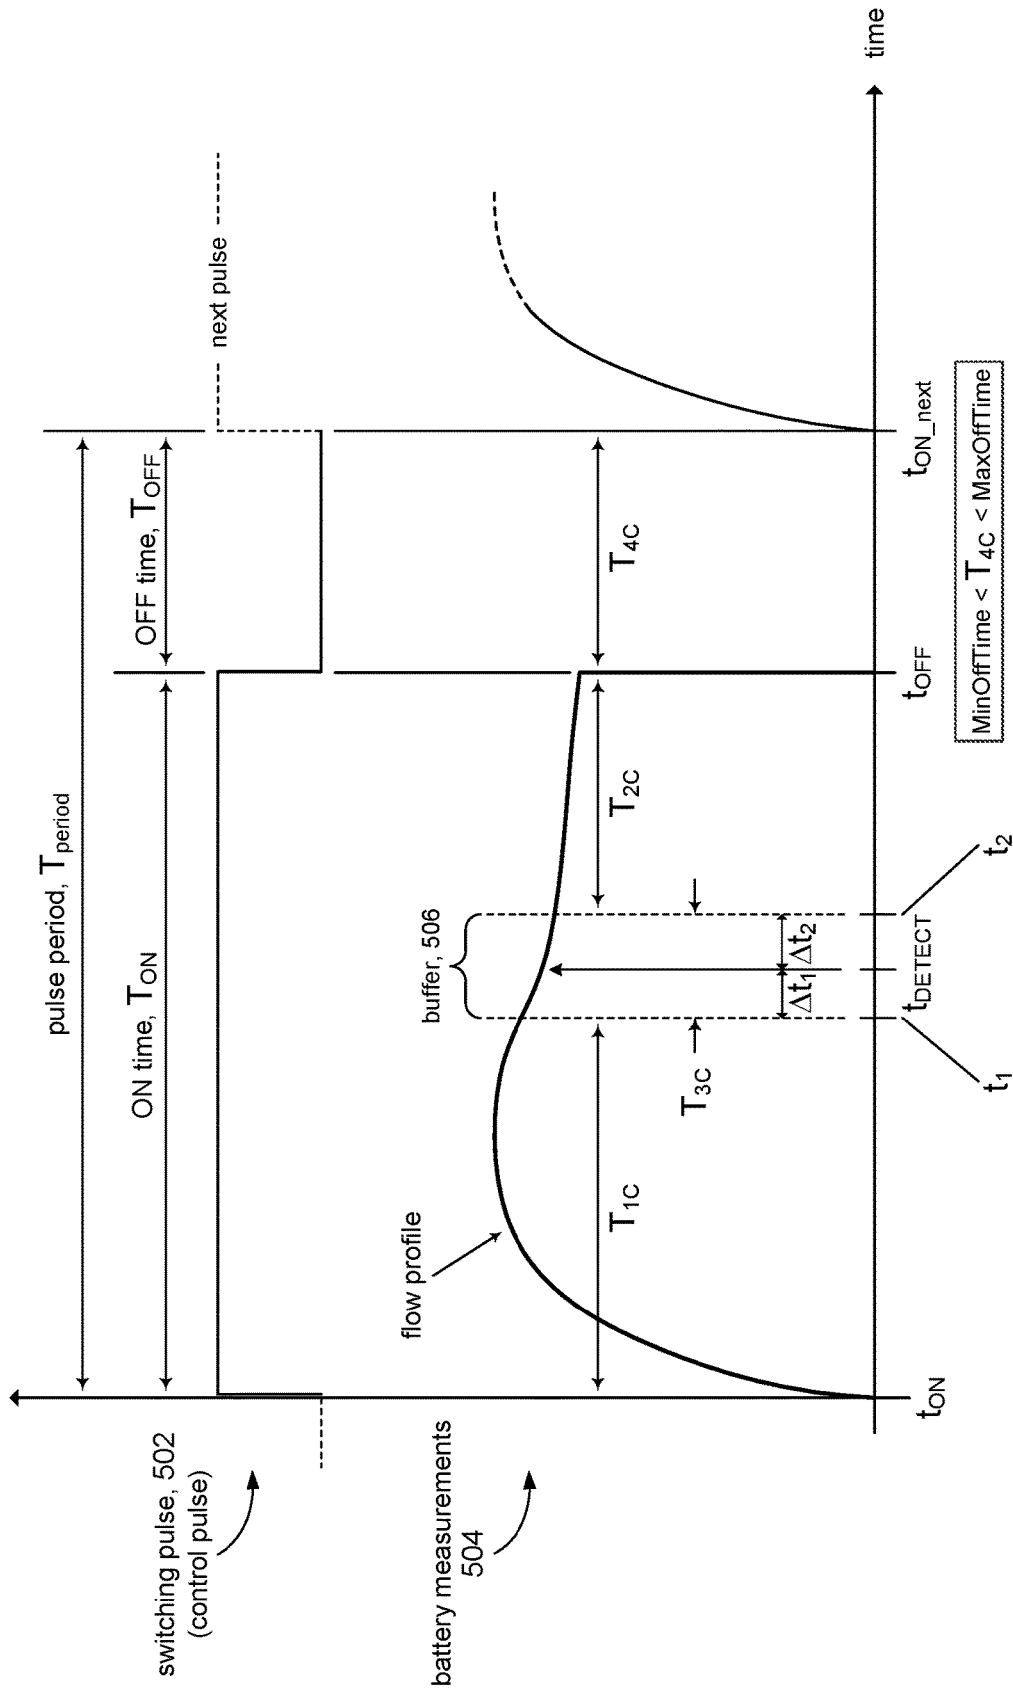 pulse period, Tperiod
ON time, TON
OFF time, TOFF
next pulse
switching pulse, 502
(control pulse)
battery measurements
504
flow profile
buffer, 506
T1C
T2C
T4C
T3C
Δt1
Δt2
time
tON
tDETECT
tOFF
tON_next
t1
t2
MinOffTime < T4C < MaxOffTime